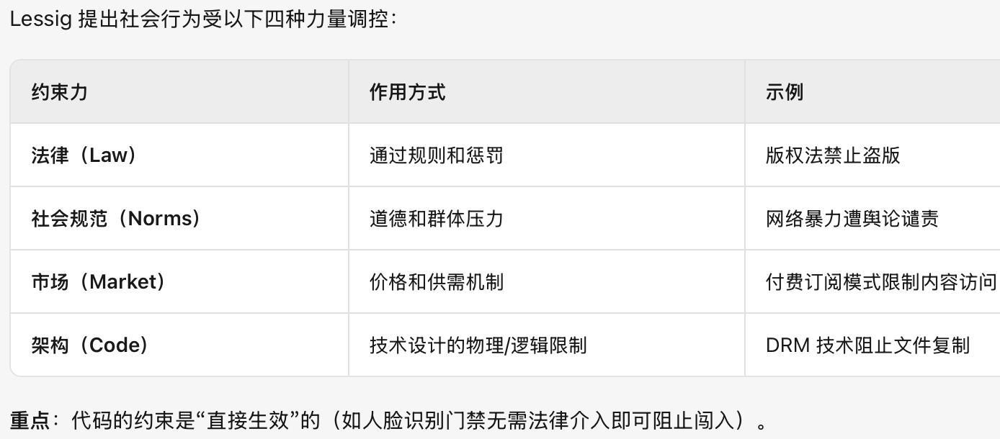 Lessig 提出社会行为受以下四种力量调控：
约束力 作用方式 示例
法律（Law） 通过规则和惩罚 版权法禁止盗版
社会规范（Norms） 道德和群体压力 网络暴力遭舆论谴责
市场（Market） 价格和供需机制 付费订阅模式限制内容访问
架构（Code） 技术设计的物理/逻辑限制 DRM 技术阻止文件复制
重点：代码的约束是“直接生效”的（如人脸识别门禁无需法律介入即可阻止闯入）。